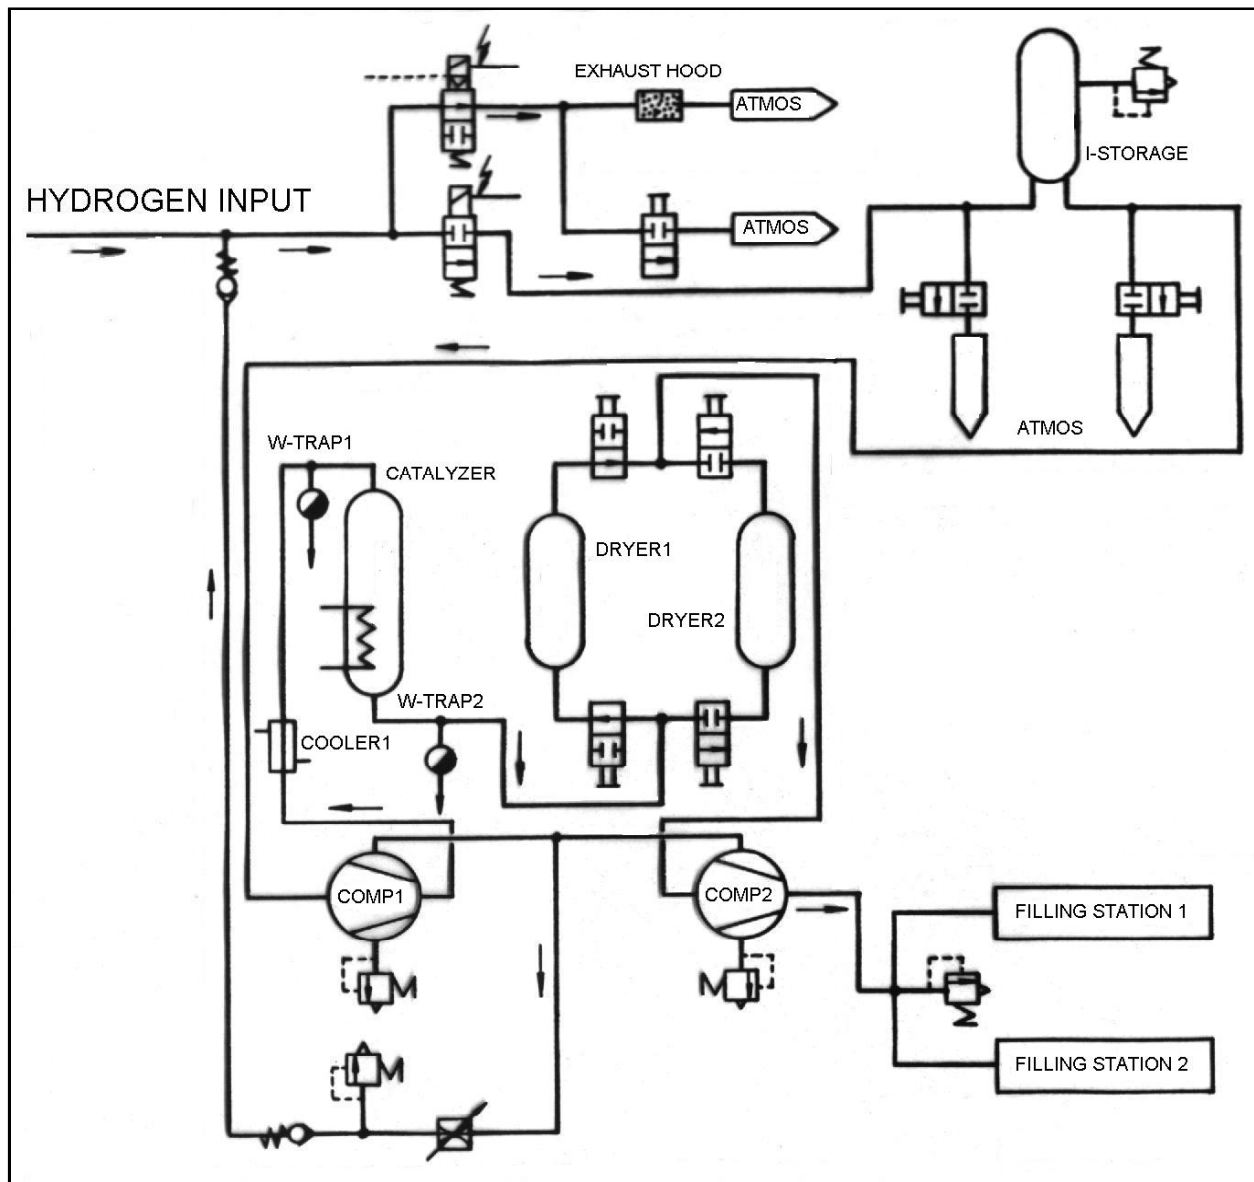 EXHAUST HOOD
ATMOS
I-STORAGE
HYDROGEN INPUT
ATMOS
ATMOS
W-TRAP1
CATALYZER
DRYER1
DRYER2
W-TRAP2
COOLER1
COMP1
COMP2
FILLING STATION 1
FILLING STATION 2